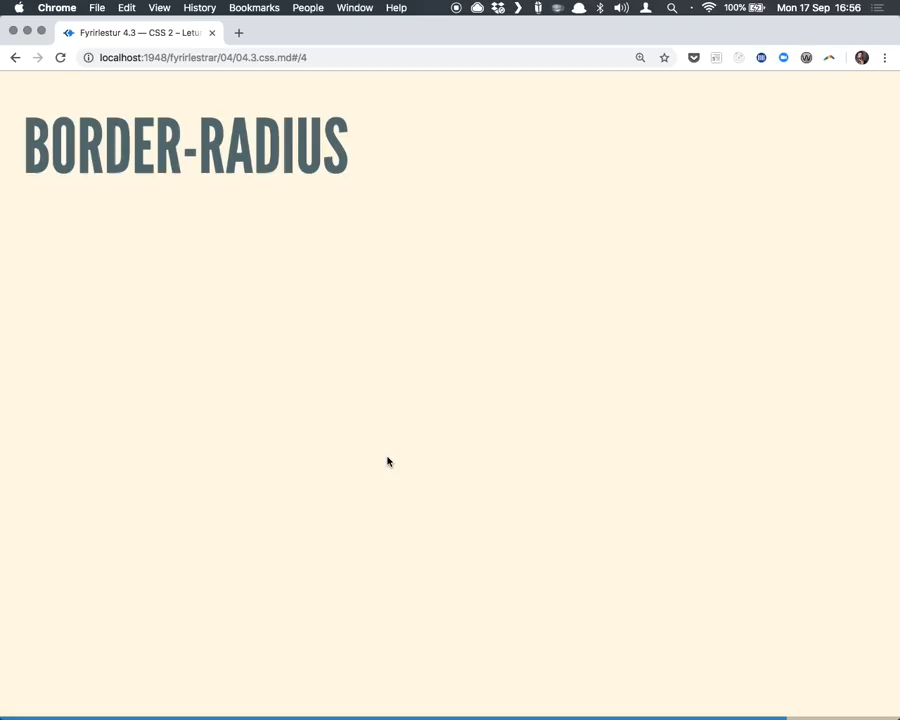 Chrome File Edit View History Bookmarks People Window Help 100% Mon 17 Sep 16:56
Fyrirlestur 4.3 — CSS 2 – Letu
localhost:1948/fyrirlestrar/04/04.3.css.md#/4
BORDER-RADIUS